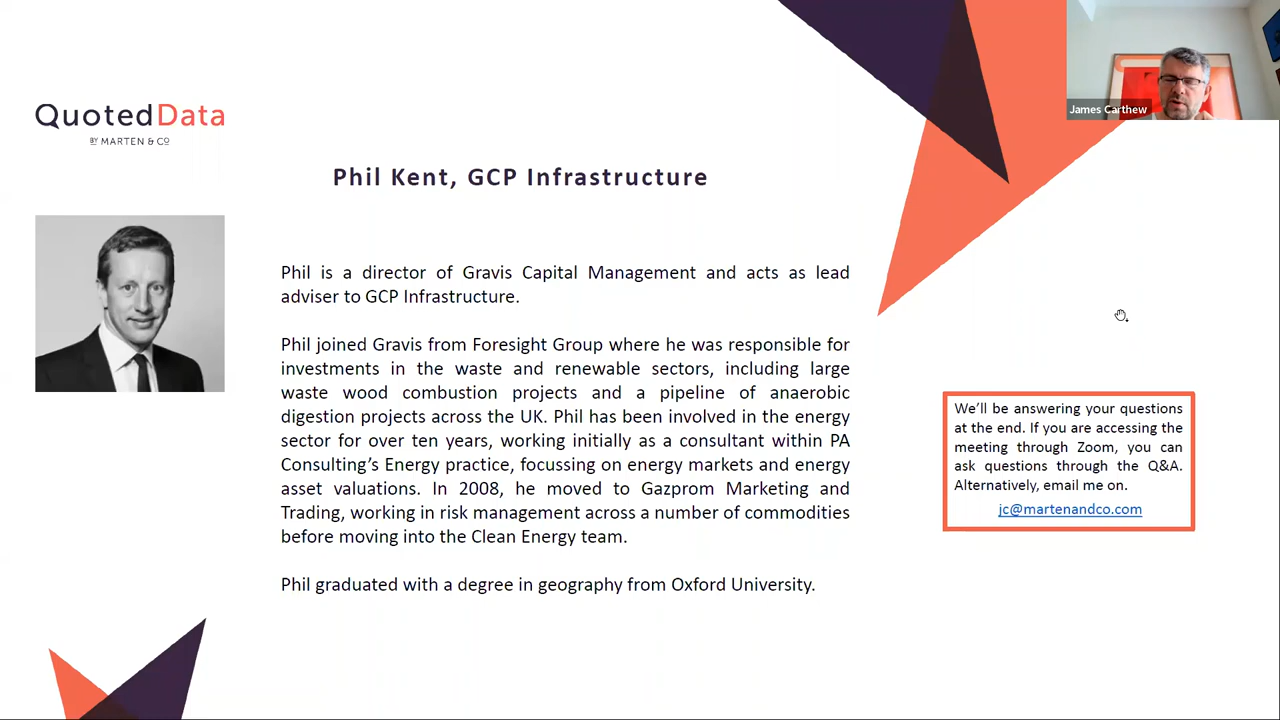 QuotedData
BY MARTEN & CO
James Carthew
Phil Kent, GCP Infrastructure
Phil is a director of Gravis Capital Management and acts as lead
adviser to GCP Infrastructure.
Phil joined Gravis from Foresight Group where he was responsible for
investments in the waste and renewable sectors, including large
waste wood combustion projects and a pipeline of anaerobic
digestion projects across the UK. Phil has been involved in the energy
sector for over ten years, working initially as a consultant within PA
Consulting’s Energy practice, focussing on energy markets and energy
asset valuations. In 2008, he moved to Gazprom Marketing and
Trading, working in risk management across a number of commodities
before moving into the Clean Energy team.
Phil graduated with a degree in geography from Oxford University.
We’ll be answering your questions
at the end. If you are accessing the
meeting through Zoom, you can
ask questions through the Q&A.
Alternatively, email me on.
jc@martenandco.com